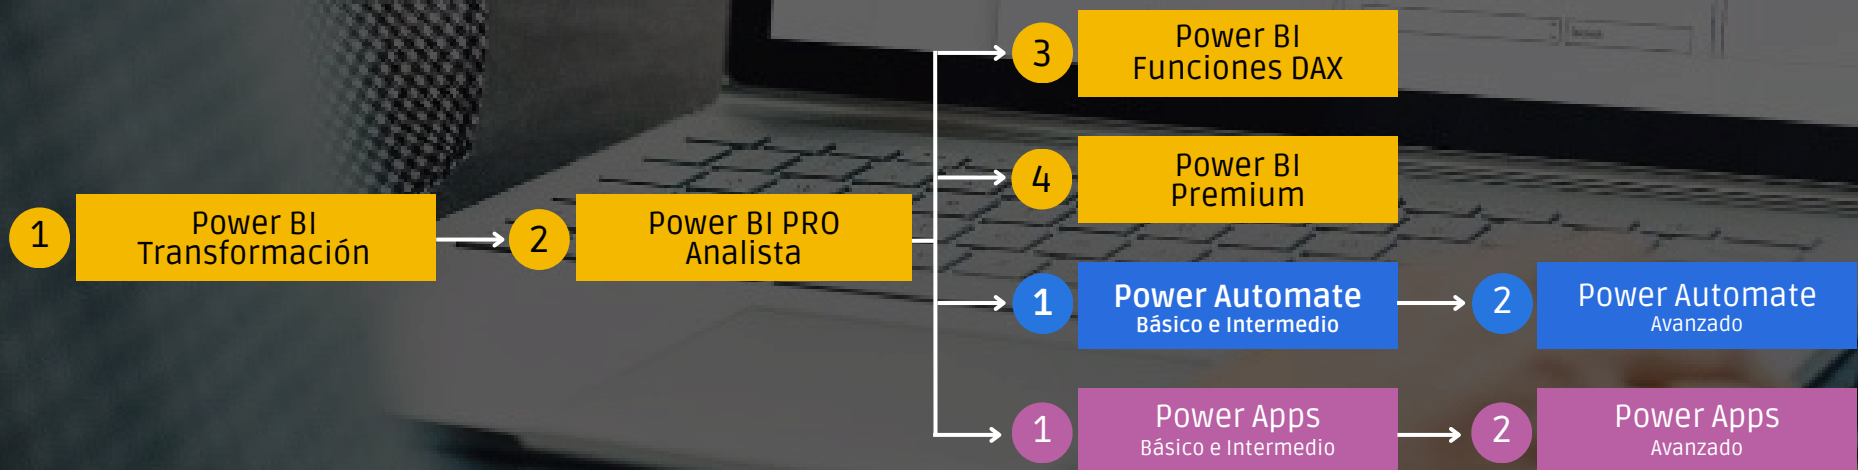 3
Power BI
Funciones DAX
4
Power BI
Premium
1
Power BI
Transformación
2
Power BI PRO
Analista
1
Power Automate
Básico e Intermedio
2
Power Automate
Avanzado
1
Power Apps
Básico e Intermedio
2
Power Apps
Avanzado